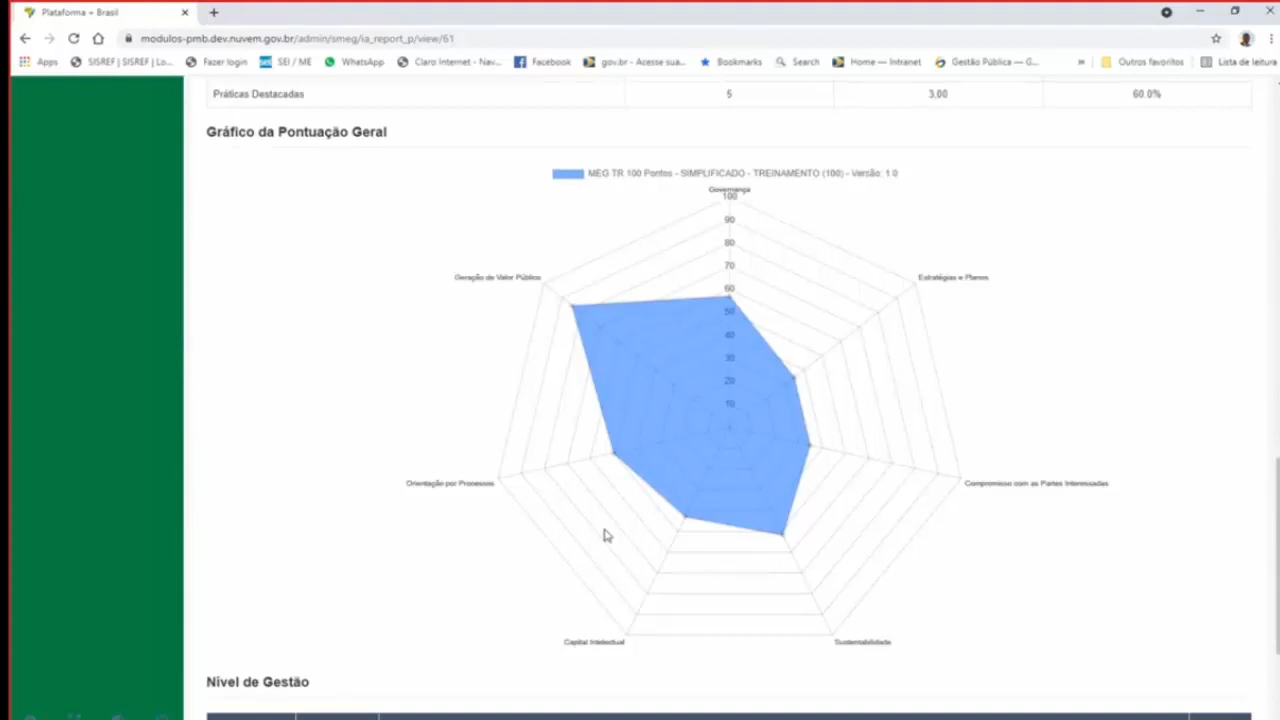 Plataforma + Brasil
modulos-pmb.dev.nuvem.gov.br/admin/smeg/ia_report_p/view/61
Apps SISREF | SISREF | Lo... Fazer login SEI / ME WhatsApp Claro Internet - Nav... Facebook gov.br - Acesse sua... Bookmarks Search Home — Intranet Gestão Pública — G... » Outros favoritos Lista de leitura
Práticas Destacadas 5 3,00 60.0%
Gráfico da Pontuação Geral
MEG TR 100 Pontos - SIMPLIFICADO - TREINAMENTO (100) - Versão: 1.0
Governança
100
90
80
70
Geração de Valor Público
Estratégias e Planos
60
50
40
30
20
10
Orientação por Processos
Compromisso com as Partes Interessadas
Capital Intelectual
Sustentabilidade
Nível de Gestão